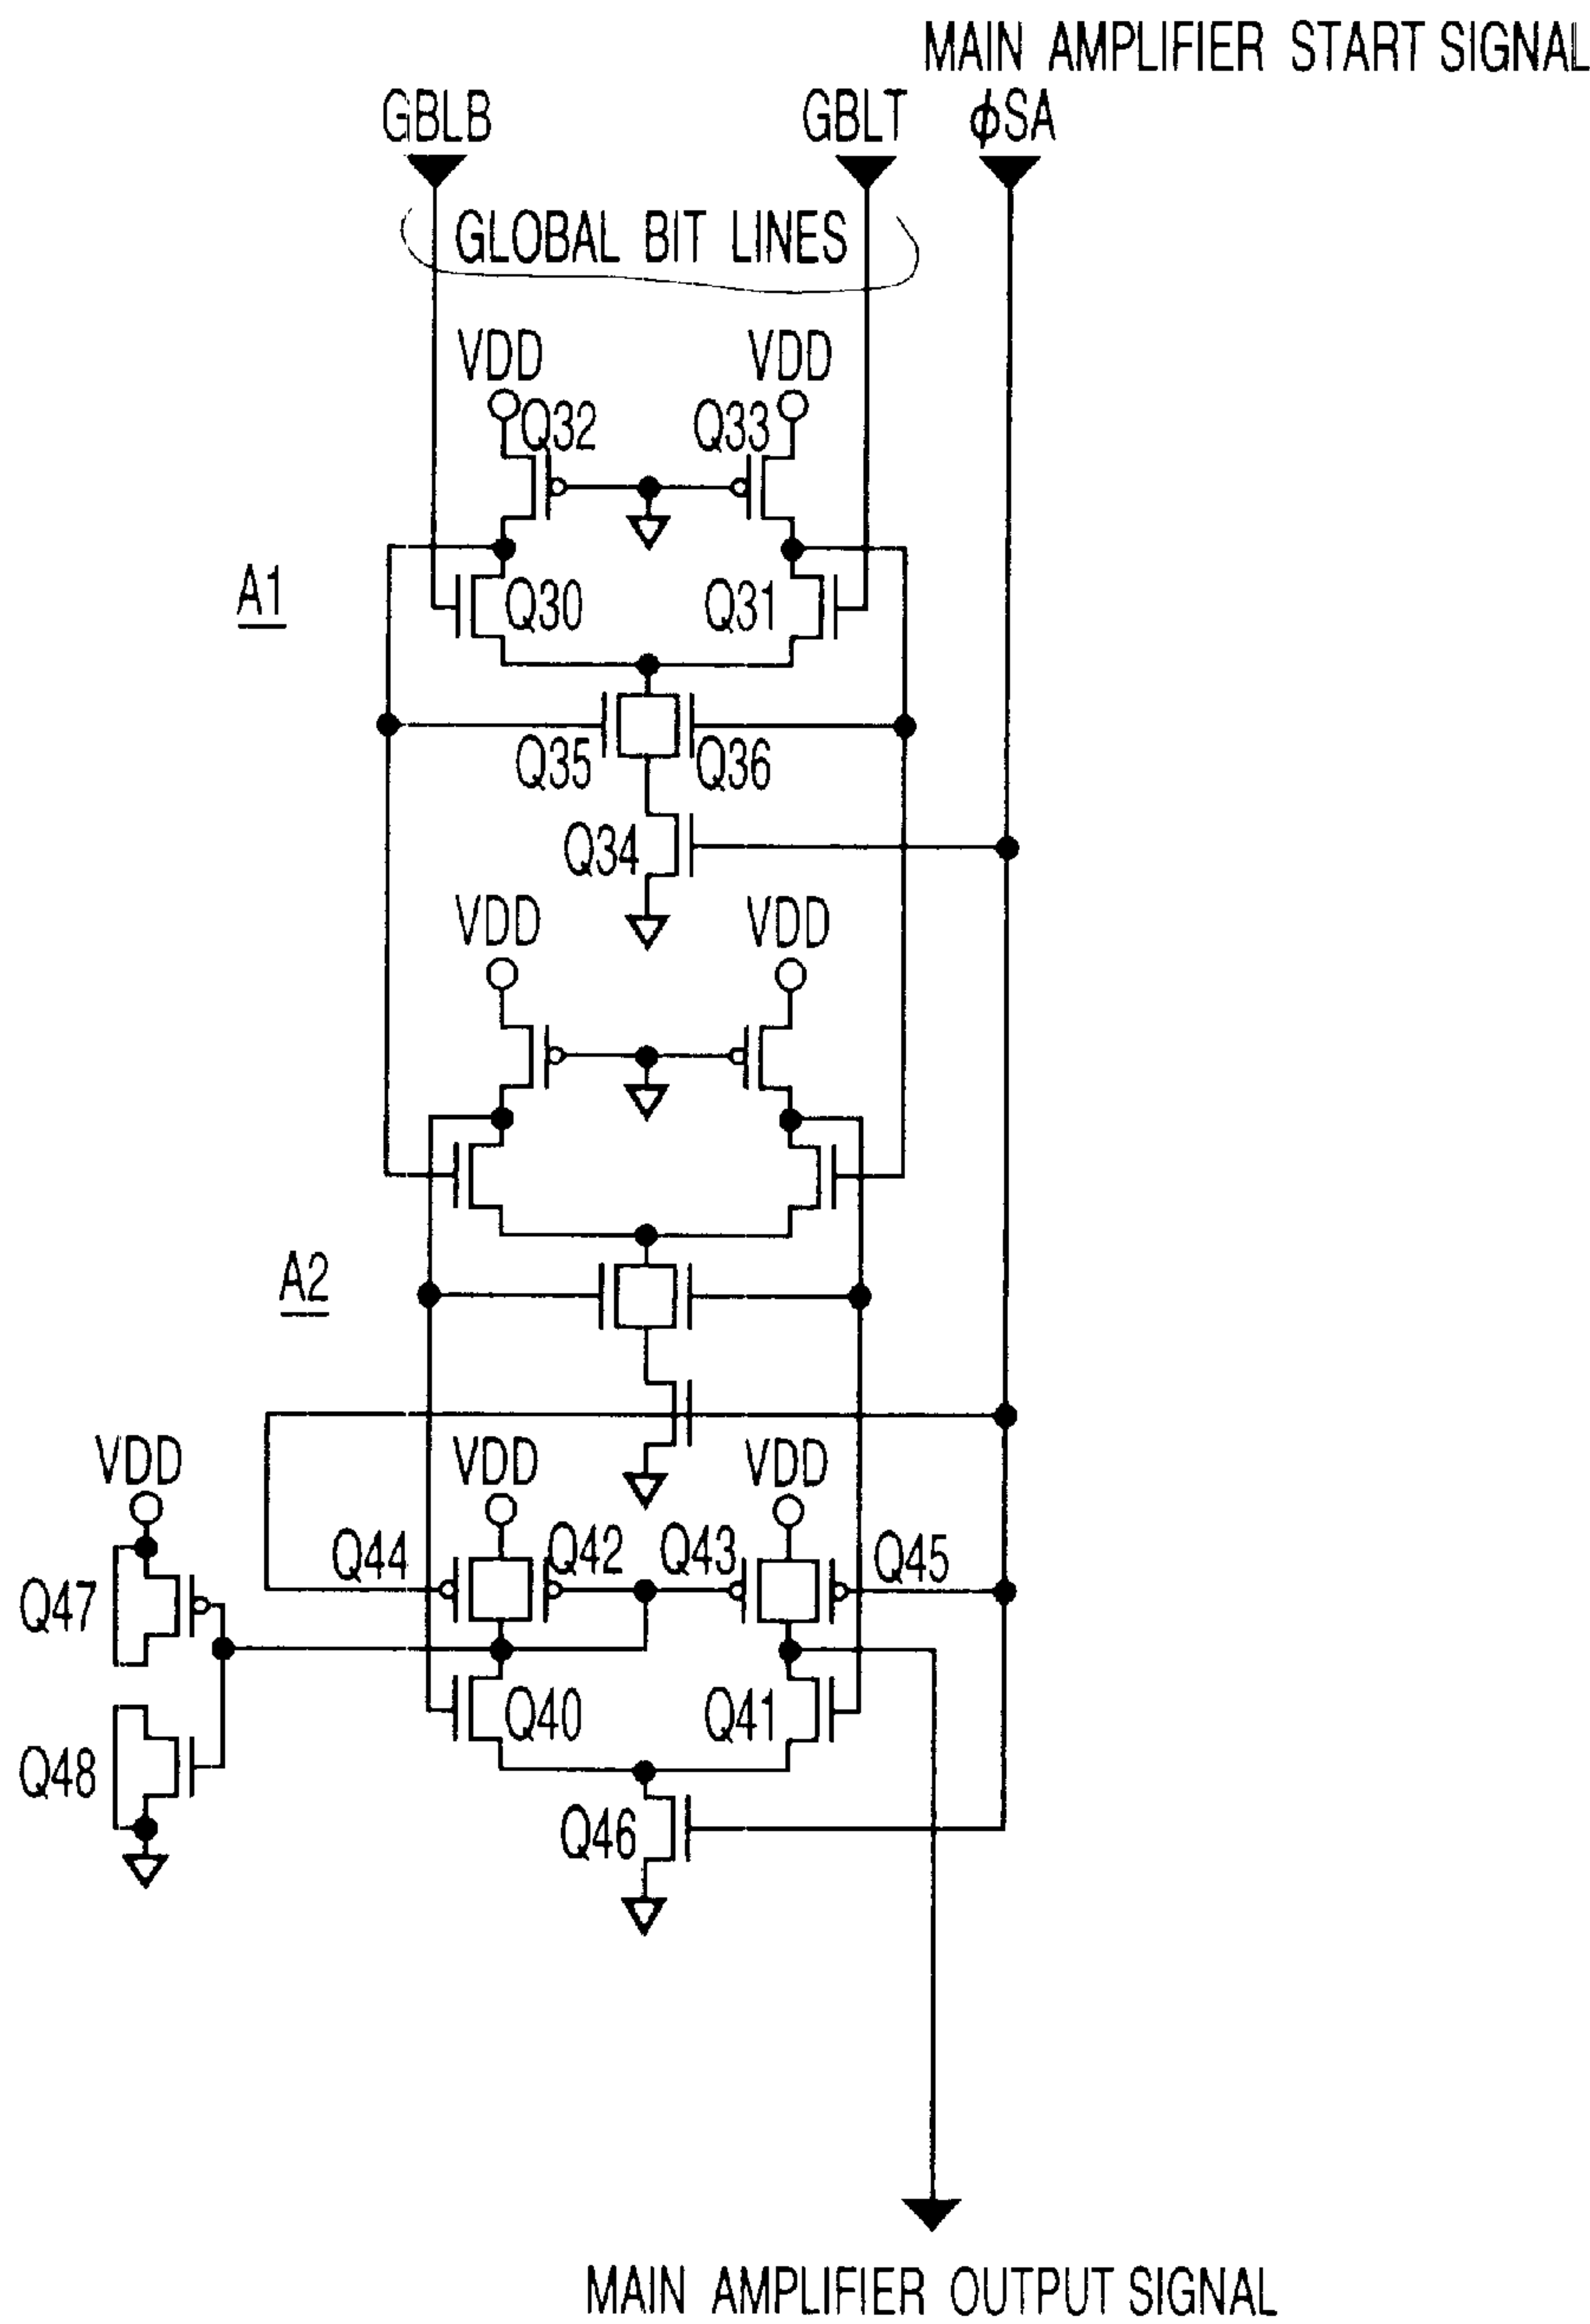 MAIN AMPLIFIER START SIGNAL
GBLB GBLT ϕSA
GLOBAL BIT LINES
VDD VDD
Q32 Q33
A1 Q30 Q31
Q35 Q36
Q34
VDD VDD
A2
VDD VDD VDD
Q44 Q42 Q43 Q45
Q47
Q40 Q41
Q48
Q46
MAIN AMPLIFIER OUTPUT SIGNAL